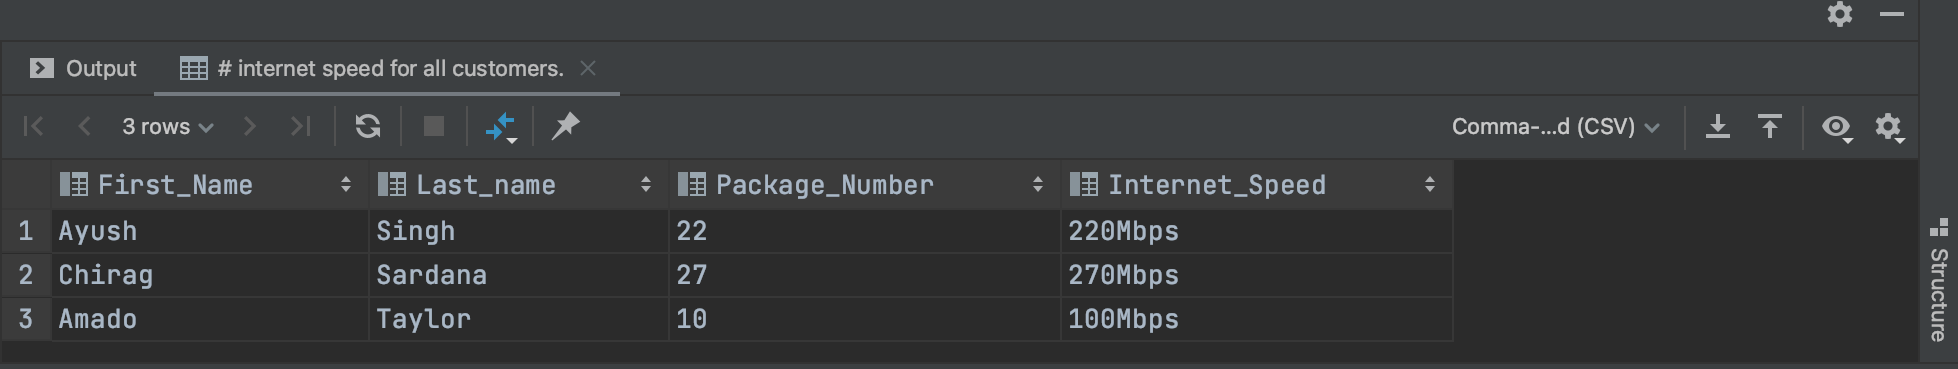 Output # internet speed for all customers.
3 rows Comma-...d (CSV)
First_Name Last_name Package_Number Internet_Speed
1 Ayush Singh 22 220Mbps
2 Chirag Sardana 27 270Mbps
3 Amado Taylor 10 100Mbps
Structure